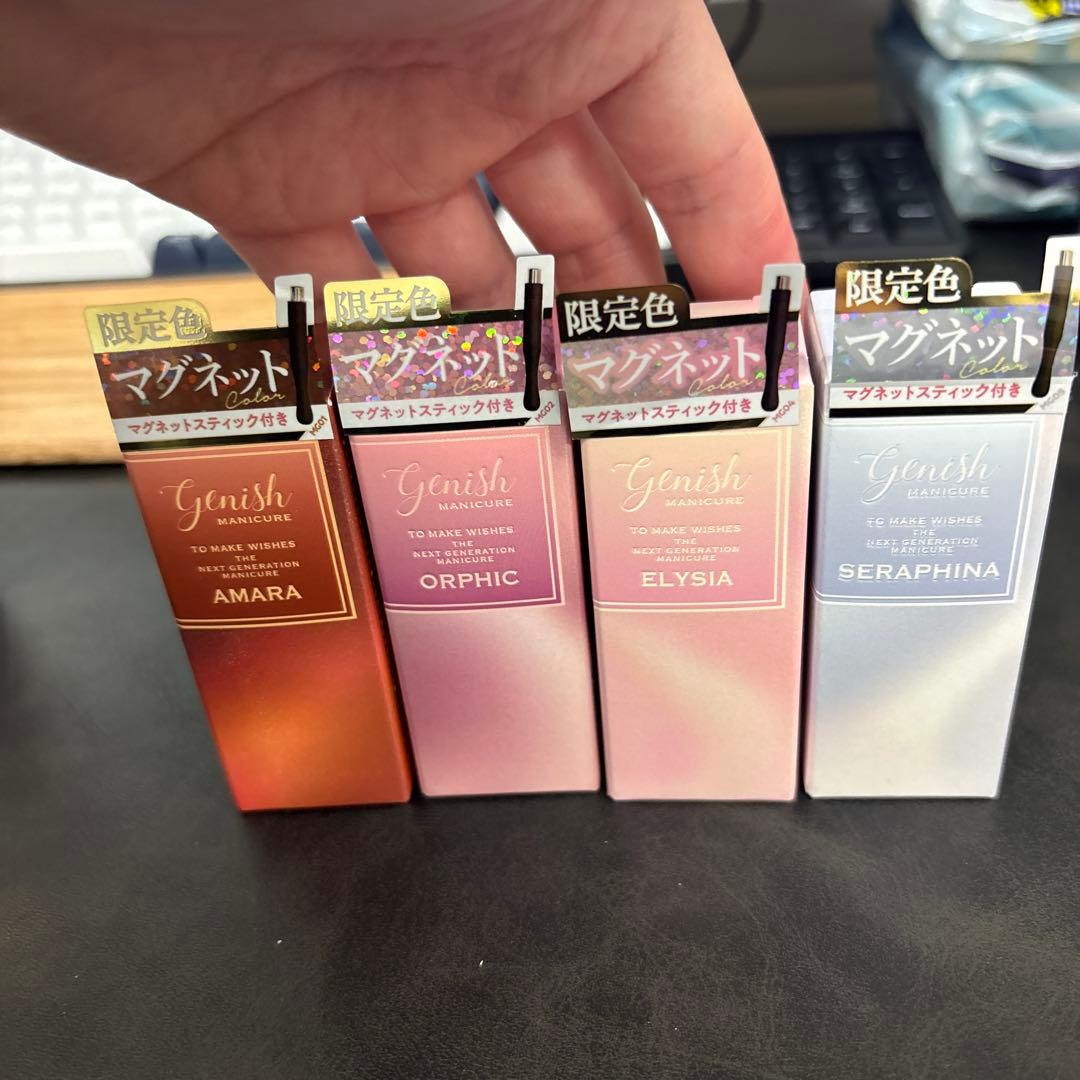 限定色
マグネット
Color
マグネットスティック付き
MG01
Genish
MANICURE
TO MAKE WISHES
THE
NEXT GENERATION
MANICURE
AMARA
限定色
マグネット
Color
マグネットスティック付き
MG02
Genish
MANICURE
TO MAKE WISHES
THE
NEXT GENERATION
MANICURE
ORPHIC
限定色
マグネット
Color
マグネットスティック付き
MG04
Genish
MANICURE
TO MAKE WISHES
THE
NEXT GENERATION
MANICURE
ELYSIA
限定色
マグネット
Color
マグネットスティック付き
MG05
Genish
MANICURE
TO MAKE WISHES
THE
NEXT GENERATION
MANICURE
SERAPHINA